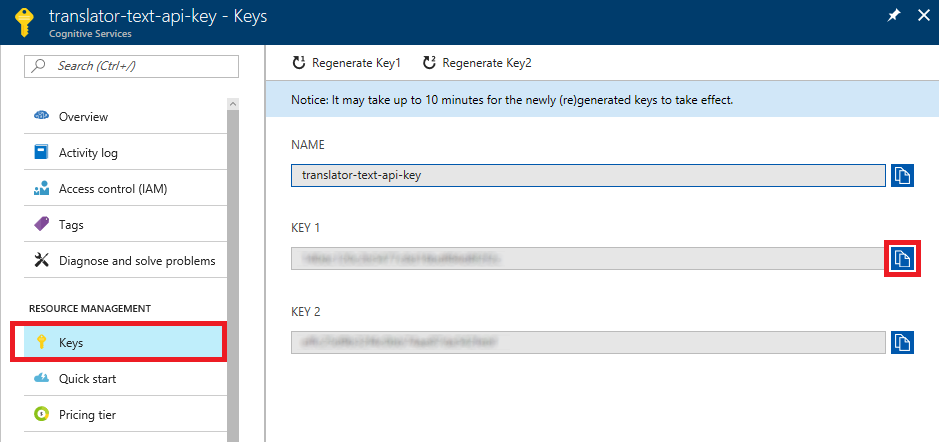 translator-text-api-key - Keys
Cognitive Services
Search (Ctrl+/)
Overview
Activity log
Access control (IAM)
Tags
Diagnose and solve problems
RESOURCE MANAGEMENT
Keys
Quick start
Pricing tier
Regenerate Key1 Regenerate Key2
Notice: It may take up to 10 minutes for the newly (re)generated keys to take effect.
NAME
translator-text-api-key
KEY 1
KEY 2